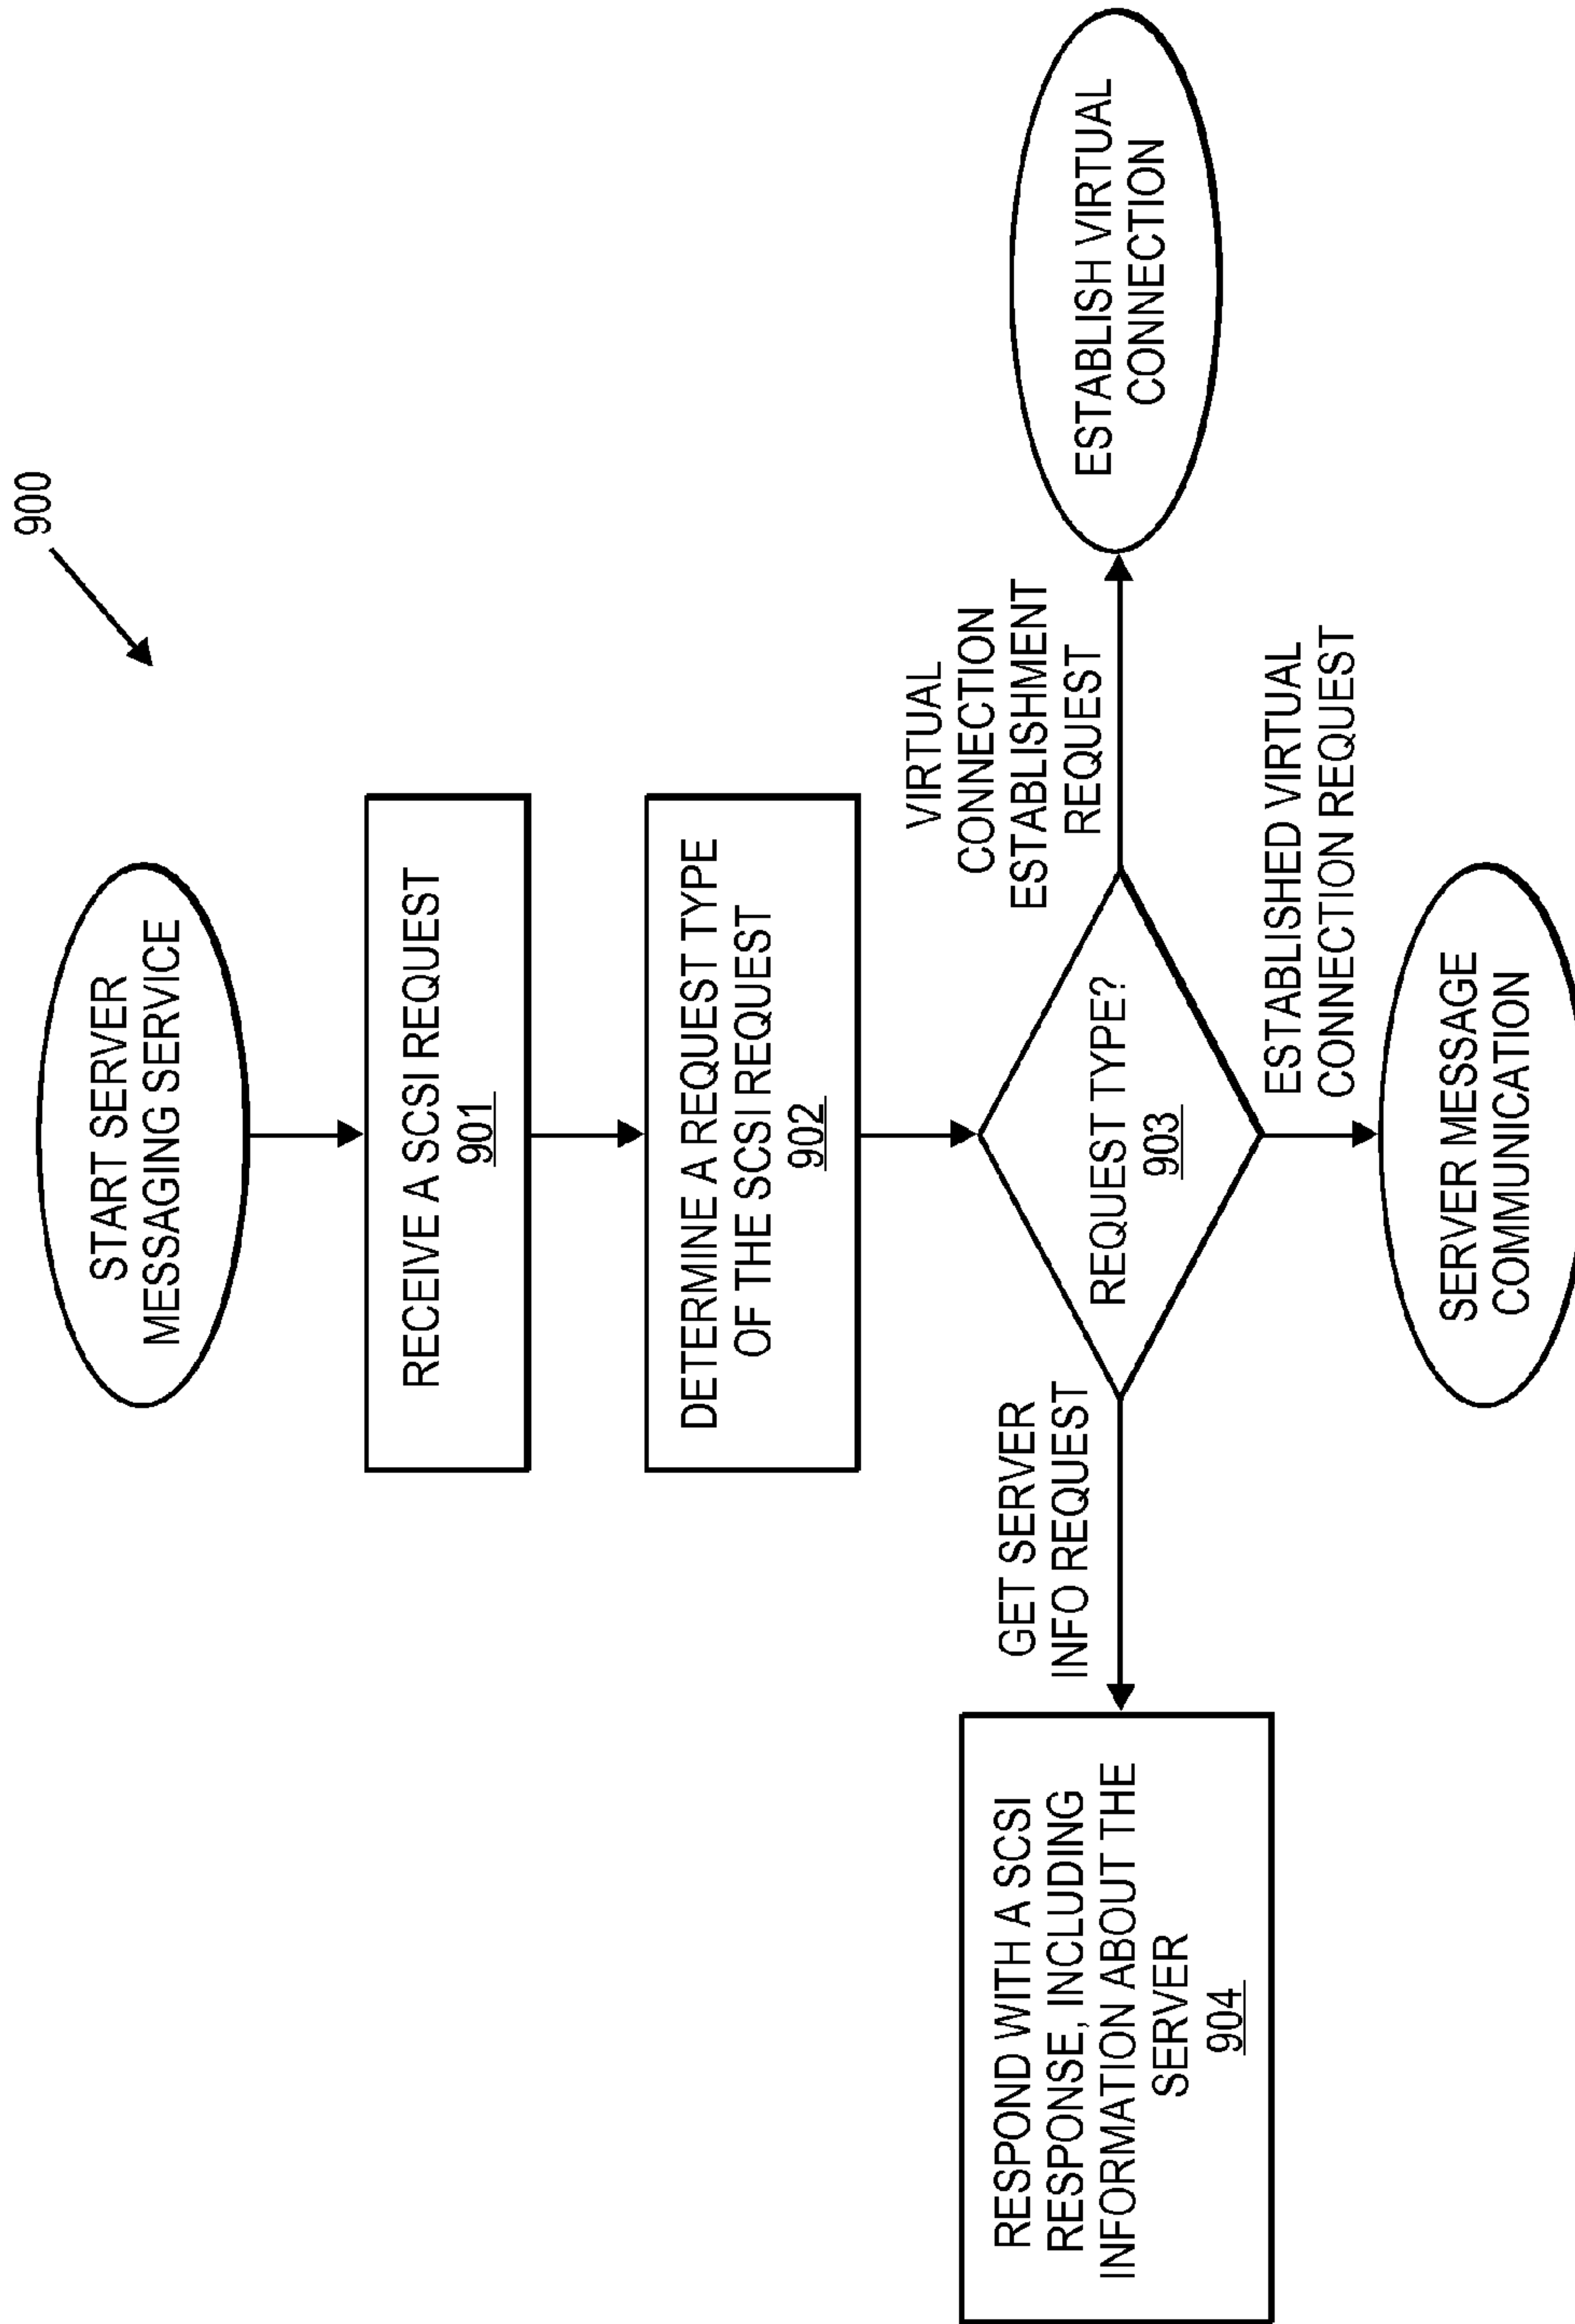 900
START SERVER
MESSAGING SERVICE
RECEIVE A SCSI REQUEST
901
DETERMINE A REQUEST TYPE
OF THE SCSI REQUEST
902
REQUEST TYPE?
903
GET SERVER
INFO REQUEST
RESPOND WITH A SCSI
RESPONSE, INCLUDING
INFORMATION ABOUT THE
SERVER
904
VIRTUAL
CONNECTION
ESTABLISHMENT
REQUEST
ESTABLISH VIRTUAL
CONNECTION
ESTABLISHED VIRTUAL
CONNECTION REQUEST
SERVER MESSAGE
COMMUNICATION